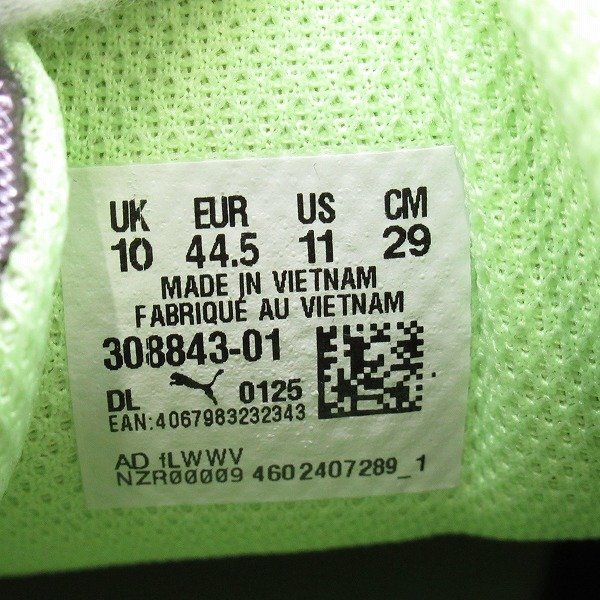 UK EUR US CM
10 44.5 11 29
MADE IN VIETNAM
FABRIQUÉ AU VIETNAM
308843-01
DL 0125
EAN:4067983232343
AD fLWWV
NZR00009 4602407289_1